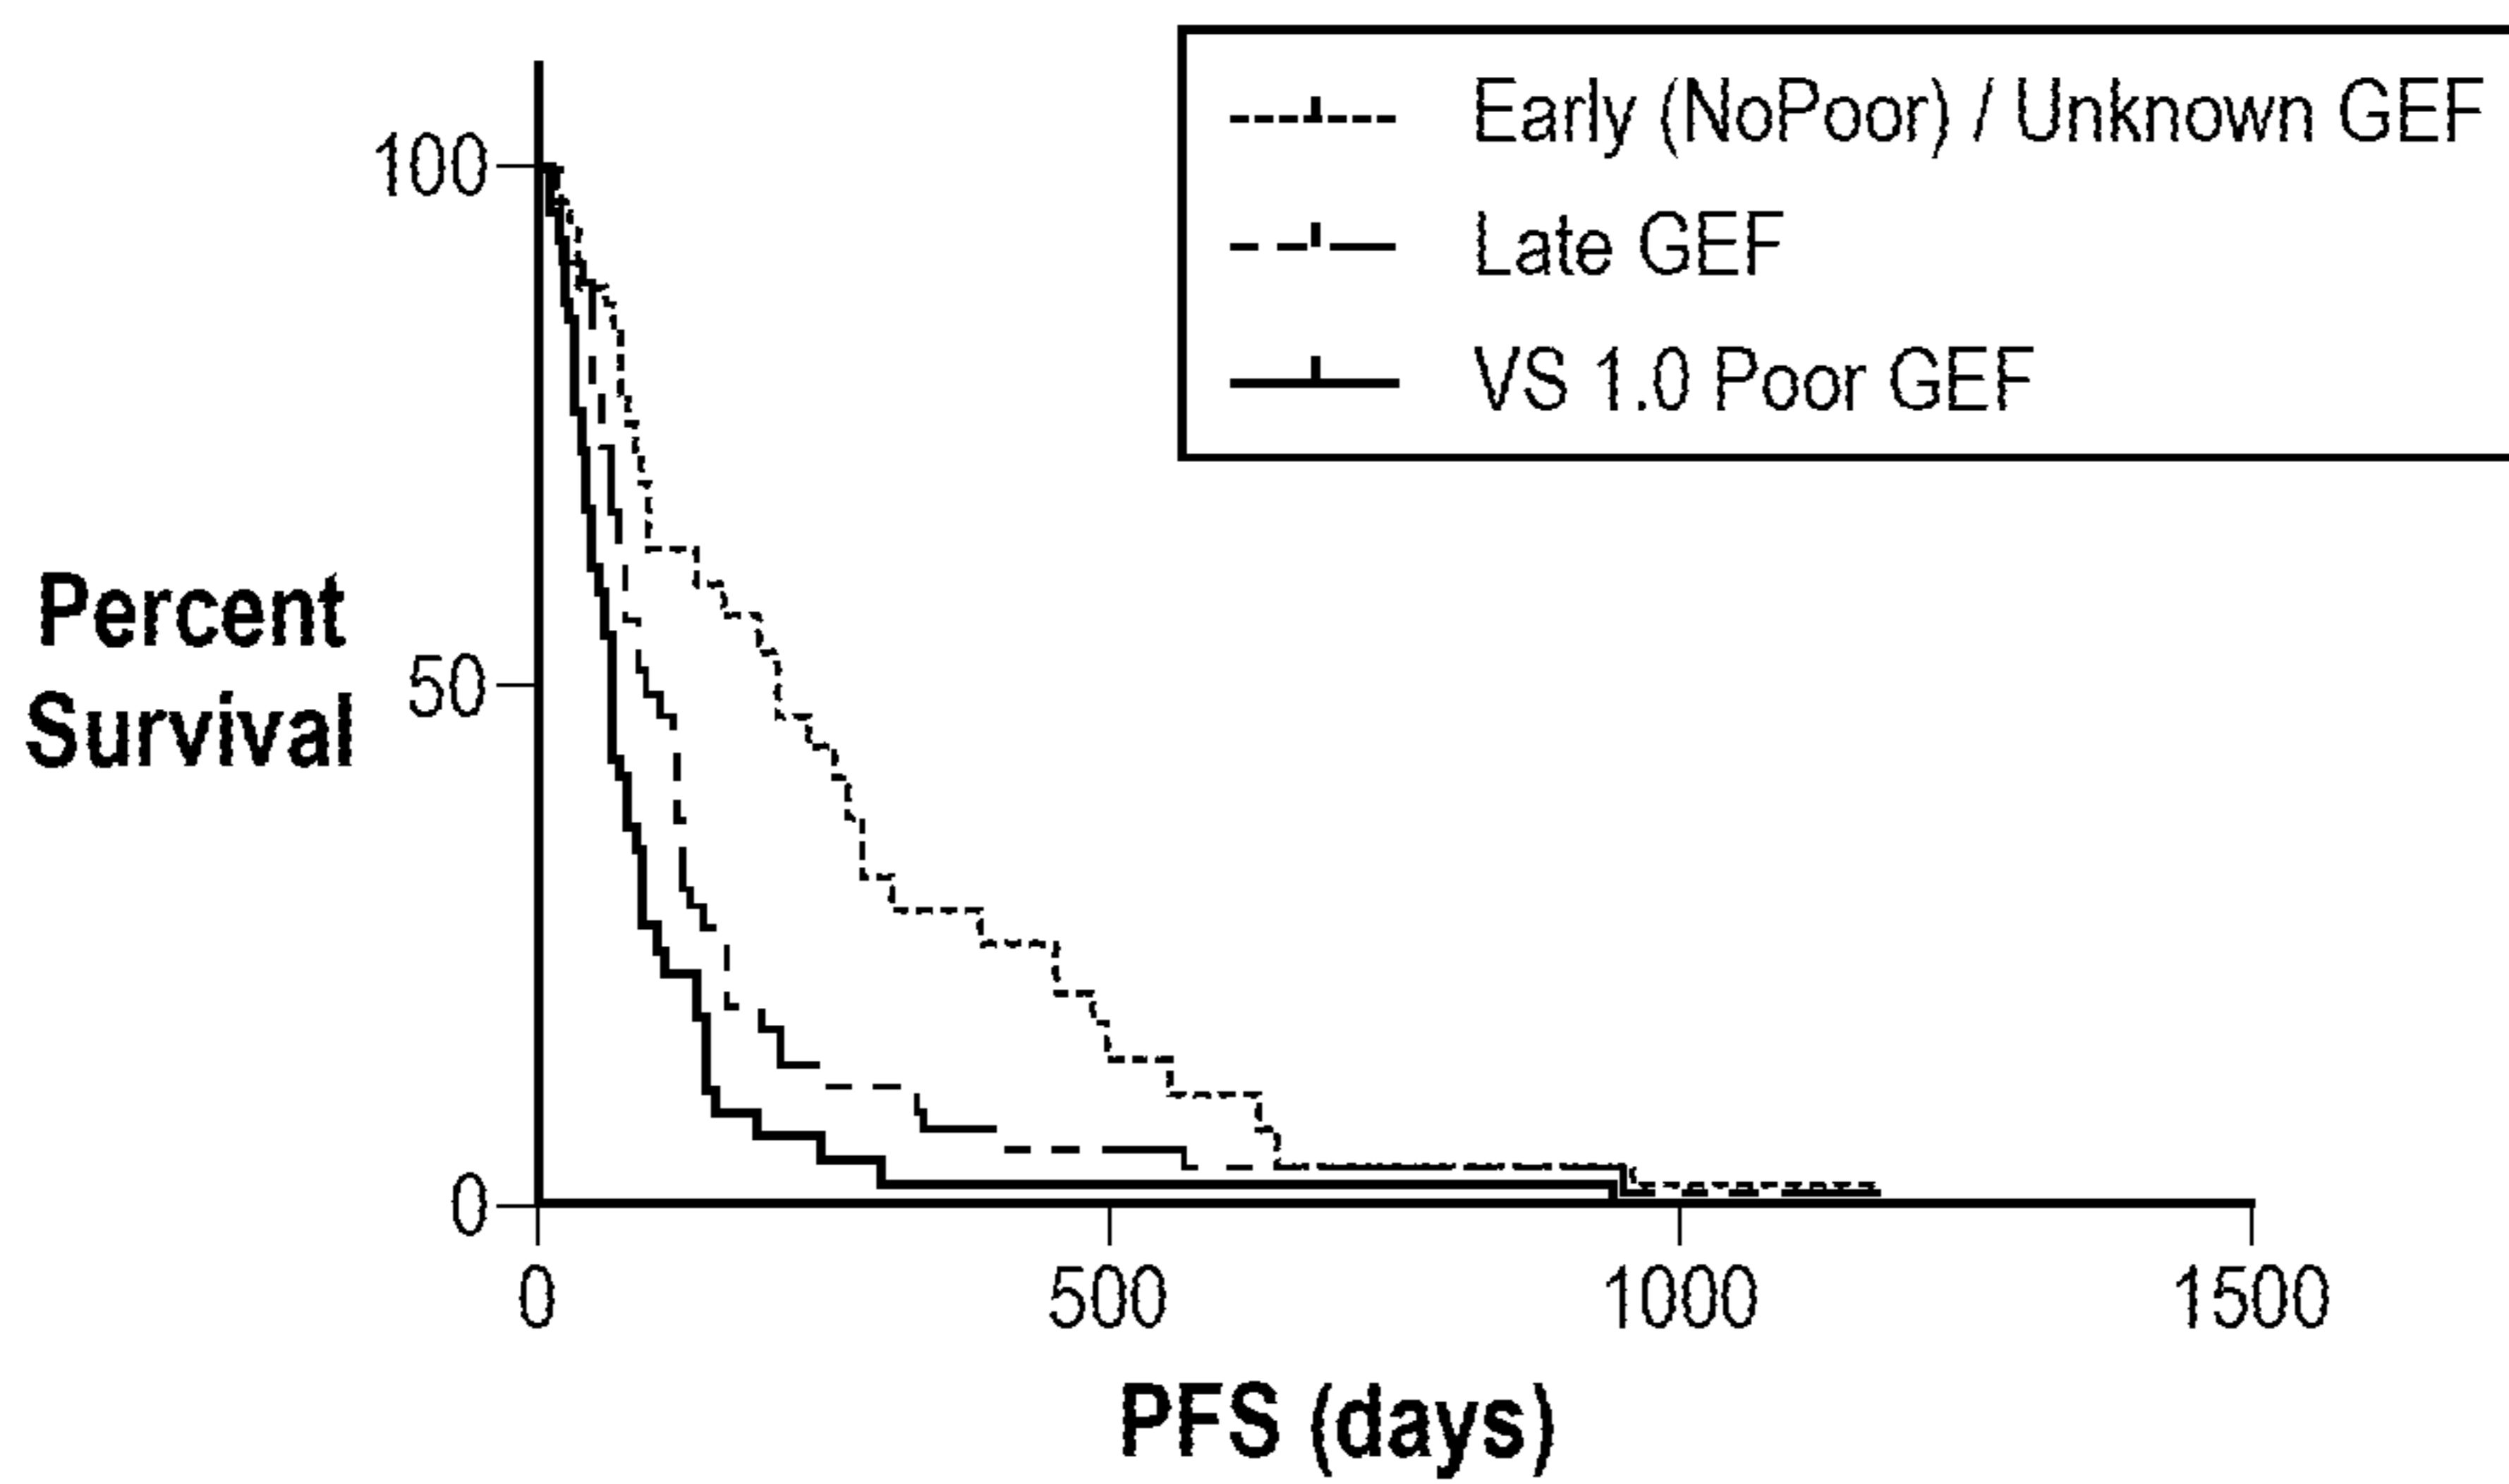 Early (NoPoor) / Unknown GEF
Late GEF
VS 1.0 Poor GEF
100
50
0
Percent
Survival
0
500
1000
1500
PFS (days)